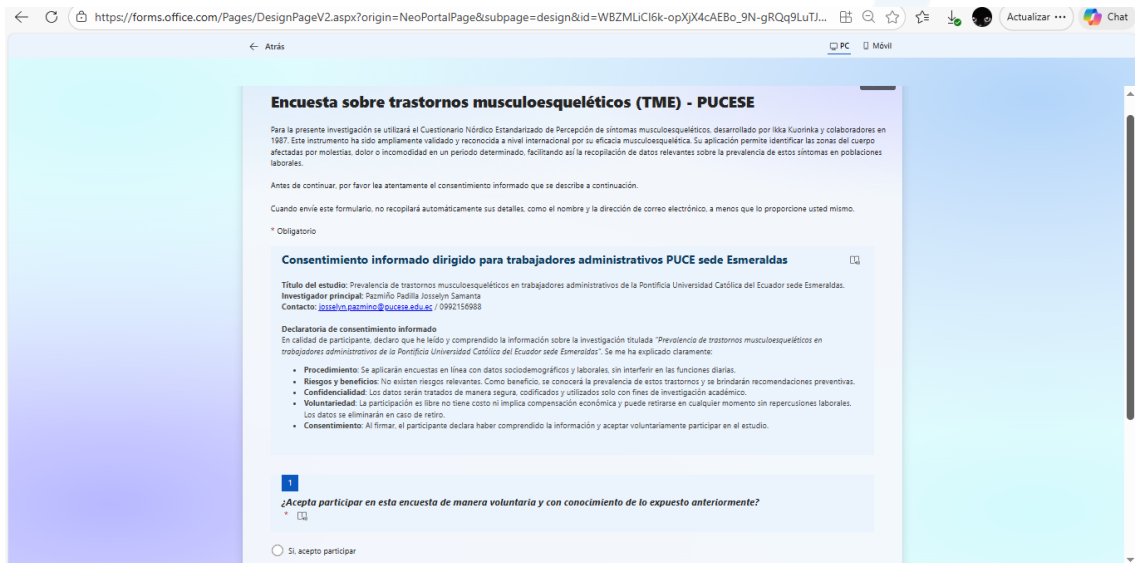 https://forms.office.com/Pages/DesignPageV2.aspx?origin=NeoPortalPage&subpage=design&id=WBZMLiCI6k-opXjX4cAEBo_9N-gRQq9LuTJ...
Actualizar
Chat
Atrás
PC
Móvil
Encuesta sobre trastornos musculoesqueléticos (TME) - PUCESE
Para la presente investigación se utilizará el Cuestionario Nórdico Estandarizado de Percepción de síntomas musculoesqueléticos, desarrollado por Ikka Kuorinka y colaboradores en
1987. Este instrumento ha sido ampliamente validado y reconocida a nivel internacional por su eficacia musculoesquelética. Su aplicación permite identificar las zonas del cuerpo
afectadas por molestias, dolor o incomodidad en un periodo determinado, facilitando así la recopilación de datos relevantes sobre la prevalencia de estos síntomas en poblaciones
laborales.
Antes de continuar, por favor lea atentamente el consentimiento informado que se describe a continuación.
Cuando envíe este formulario, no recopilará automáticamente sus detalles, como el nombre y la dirección de correo electrónico, a menos que lo proporcione usted mismo.
* Obligatorio
Consentimiento informado dirigido para trabajadores administrativos PUCE sede Esmeraldas
Título del estudio: Prevalencia de trastornos musculoesqueléticos en trabajadores administrativos de la Pontificia Universidad Católica del Ecuador sede Esmeraldas.
Investigador principal: Pazmiño Padilla Josselyn Samanta
Contacto: josselyn.pazmino@pucese.edu.ec / 0992156988
Declaratoria de consentimiento informado
En calidad de participante, declaro que he leído y comprendido la información sobre la investigación titulada "Prevalencia de trastornos musculoesqueléticos en
trabajadores administrativos de la Pontificia Universidad Católica del Ecuador sede Esmeraldas". Se me ha explicado claramente:
• Procedimiento: Se aplicarán encuestas en línea con datos sociodemográficos y laborales, sin interferir en las funciones diarias.
• Riesgos y beneficios: No existen riesgos relevantes. Como beneficio, se conocerá la prevalencia de estos trastornos y se brindarán recomendaciones preventivas.
• Confidencialidad: Los datos serán tratados de manera segura, codificados y utilizados solo con fines de investigación académico.
• Voluntariedad: La participación es libre no tiene costo ni implica compensación económica y puede retirarse en cualquier momento sin repercusiones laborales.
Los datos se eliminarán en caso de retiro.
• Consentimiento: Al firmar, el participante declara haber comprendido la información y aceptar voluntariamente participar en el estudio.
1
¿Acepta participar en esta encuesta de manera voluntaria y con conocimiento de lo expuesto anteriormente?
*
Si, acepto participar